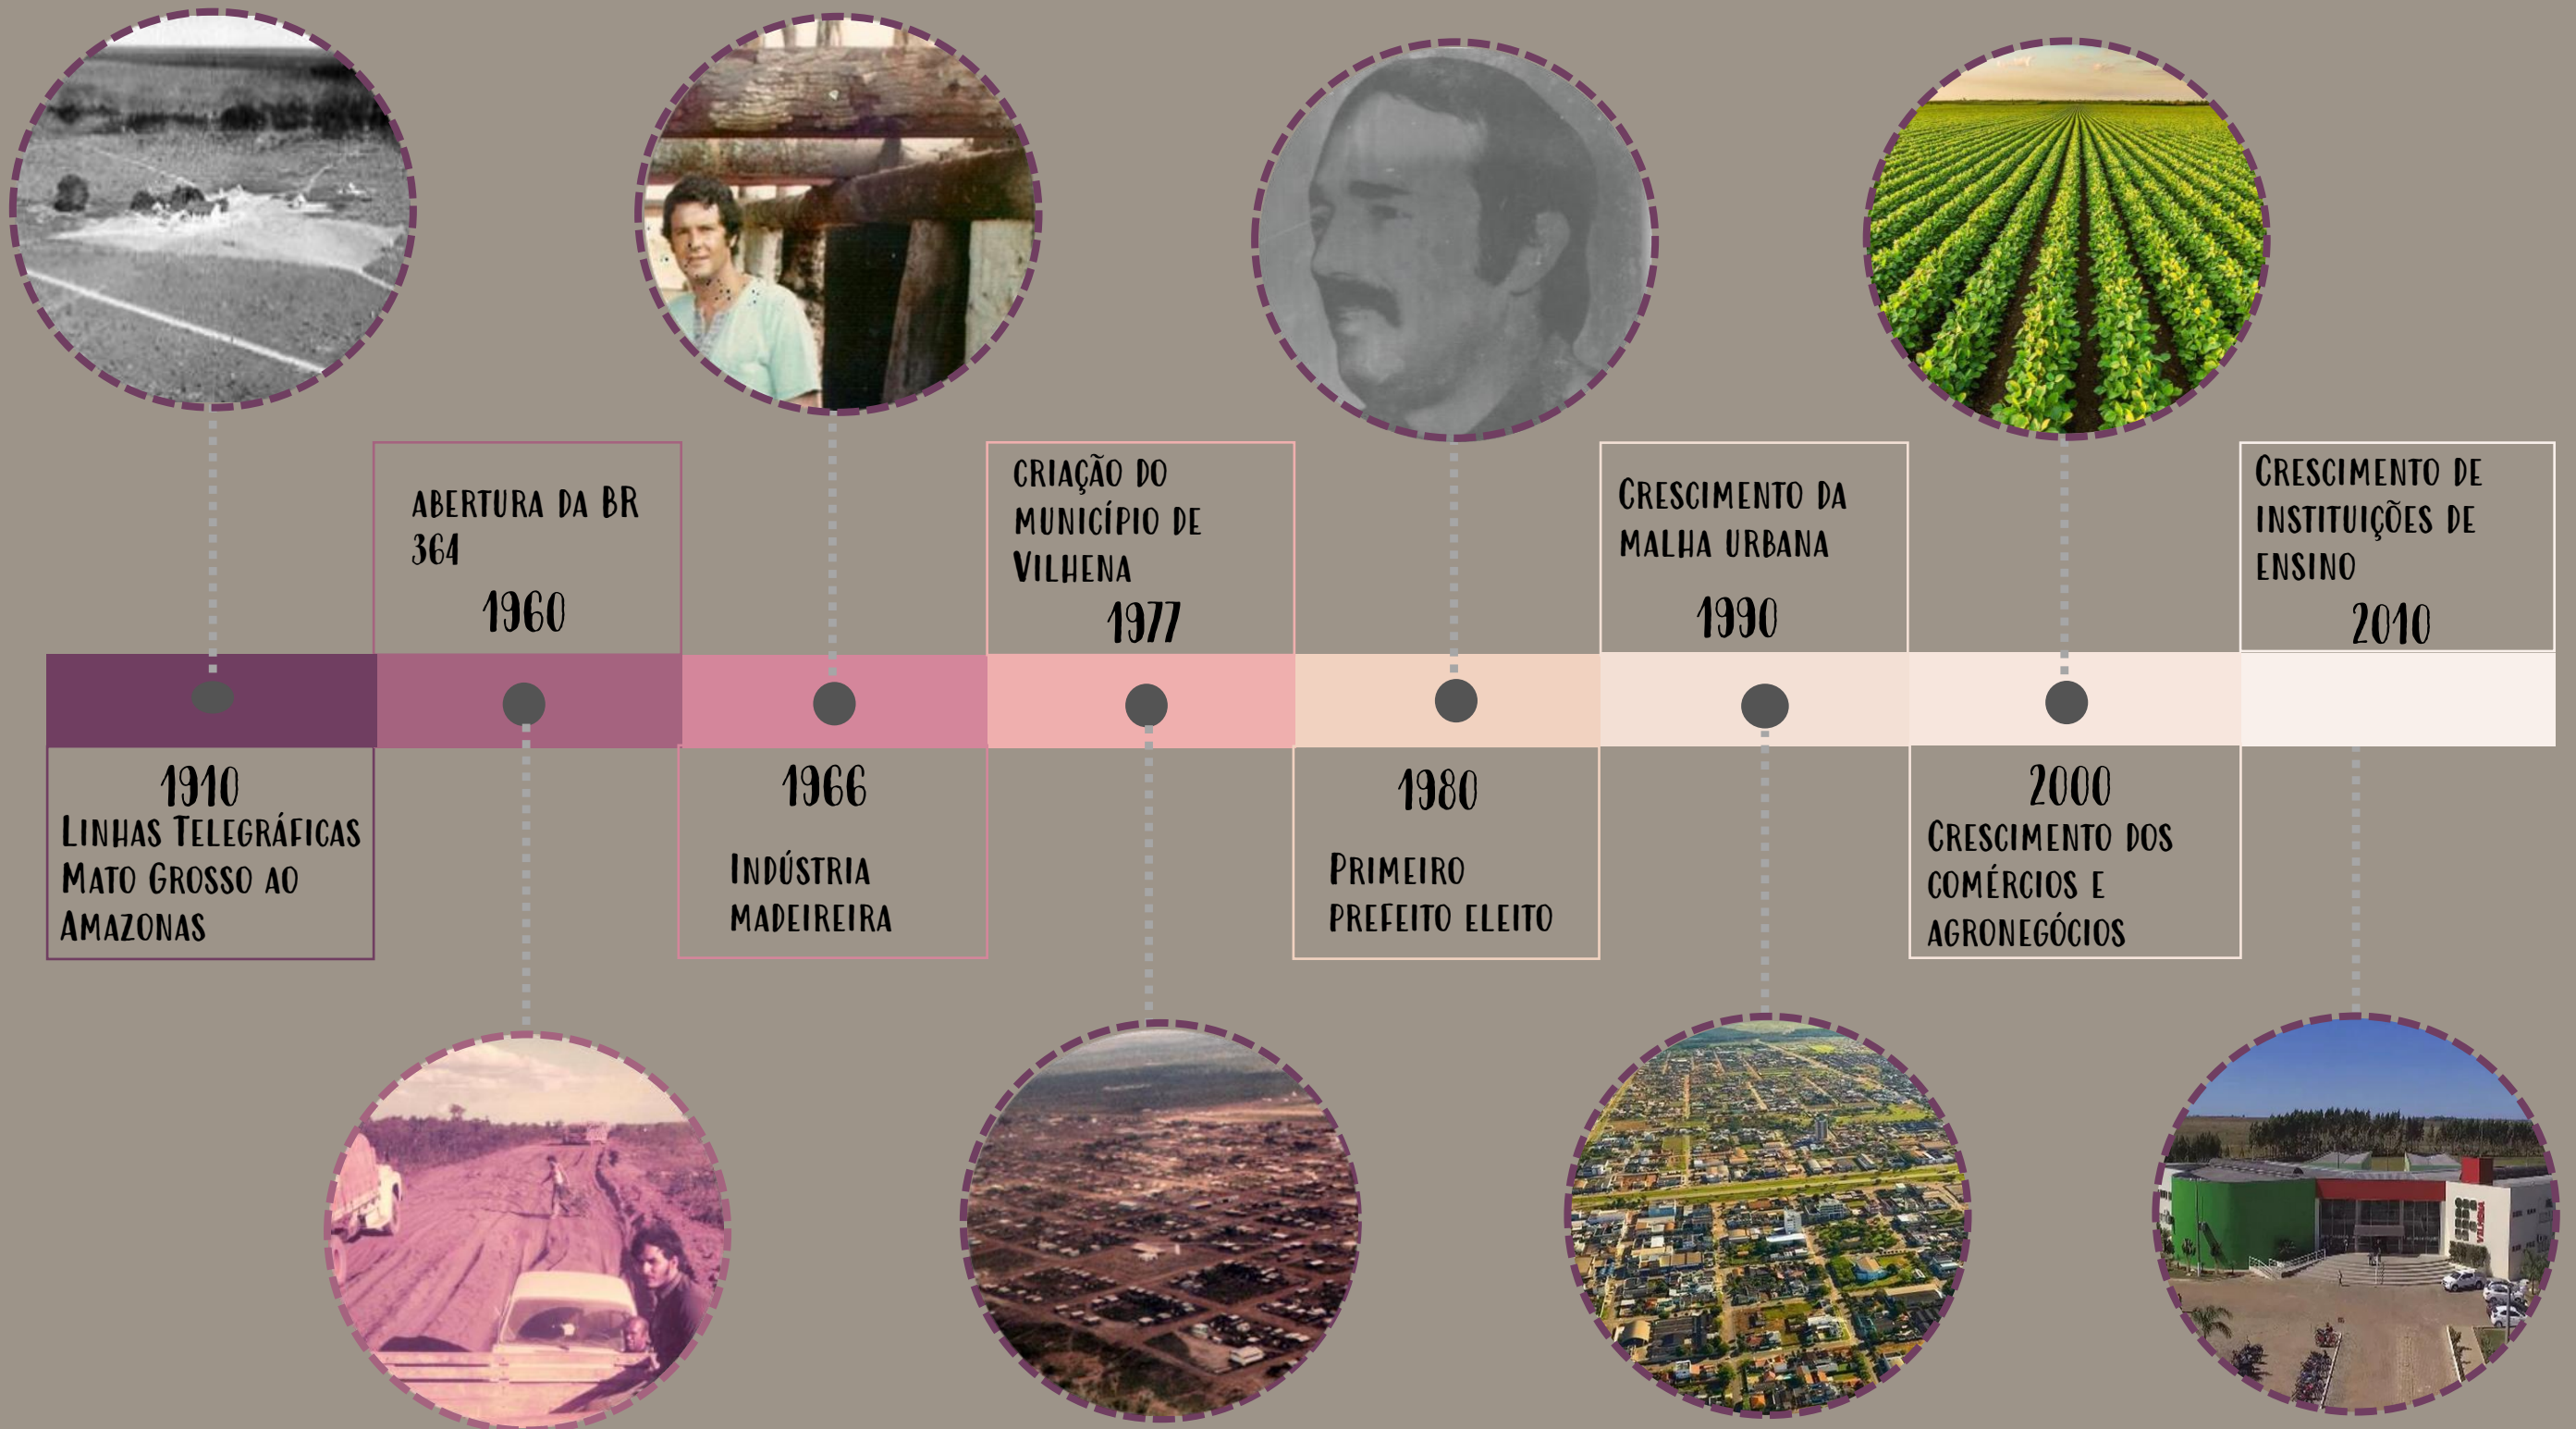 1910
Linhas Telegráficas
Mato Grosso ao
Amazonas
abertura da BR
364
1960
1966
Indústria
madeireira
criação do
município de
Vilhena
1977
1980
Primeiro
prefeito eleito
Crescimento da
malha urbana
1990
2000
Crescimento dos
comércios e
agronegócios
Crescimento de
instituições de
ensino
2010
VILHENA